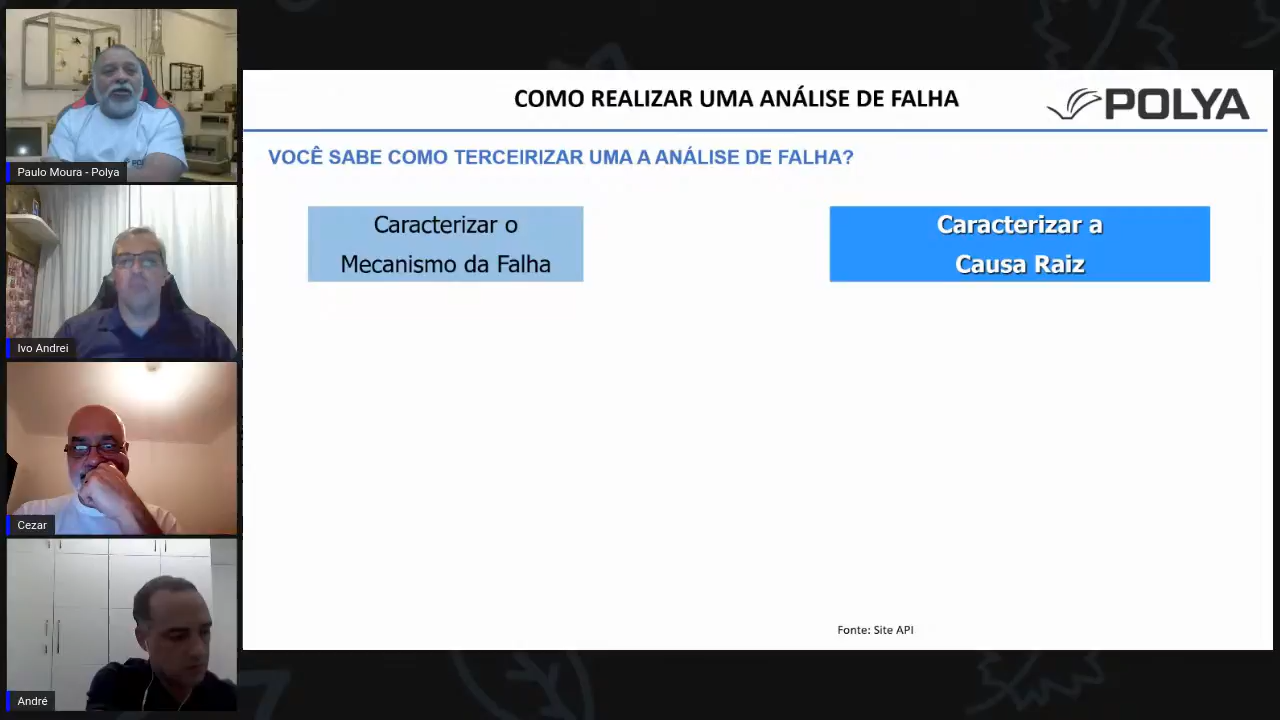 COMO REALIZAR UMA ANÁLISE DE FALHA
POLYA
VOCÊ SABE COMO TERCEIRIZAR UMA A ANÁLISE DE FALHA?
Caracterizar o
Mecanismo da Falha
Caracterizar a
Causa Raiz
Fonte: Site API
Paulo Moura - Polya
Ivo Andrei
Cezar
André